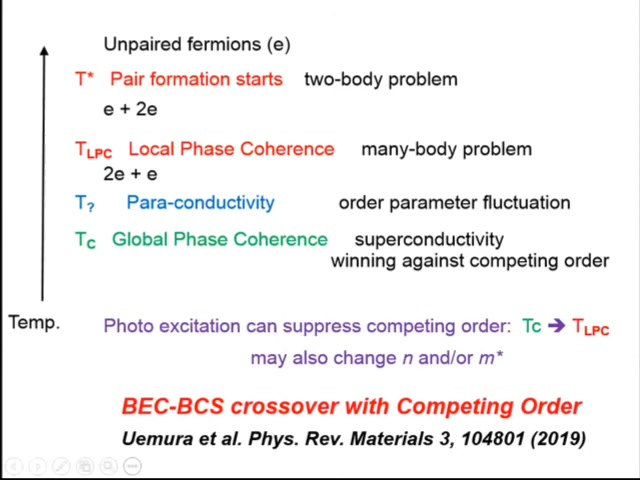 Unpaired fermions (e)
T* Pair formation starts two-body problem
e + 2e
TLPC Local Phase Coherence many-body problem
2e + e
T? Para-conductivity order parameter fluctuation
TC Global Phase Coherence superconductivity
winning against competing order
Temp.
Photo excitation can suppress competing order: Tc ➔ TLPC
may also change n and/or m*
BEC-BCS crossover with Competing Order
Uemura et al. Phys. Rev. Materials 3, 104801 (2019)